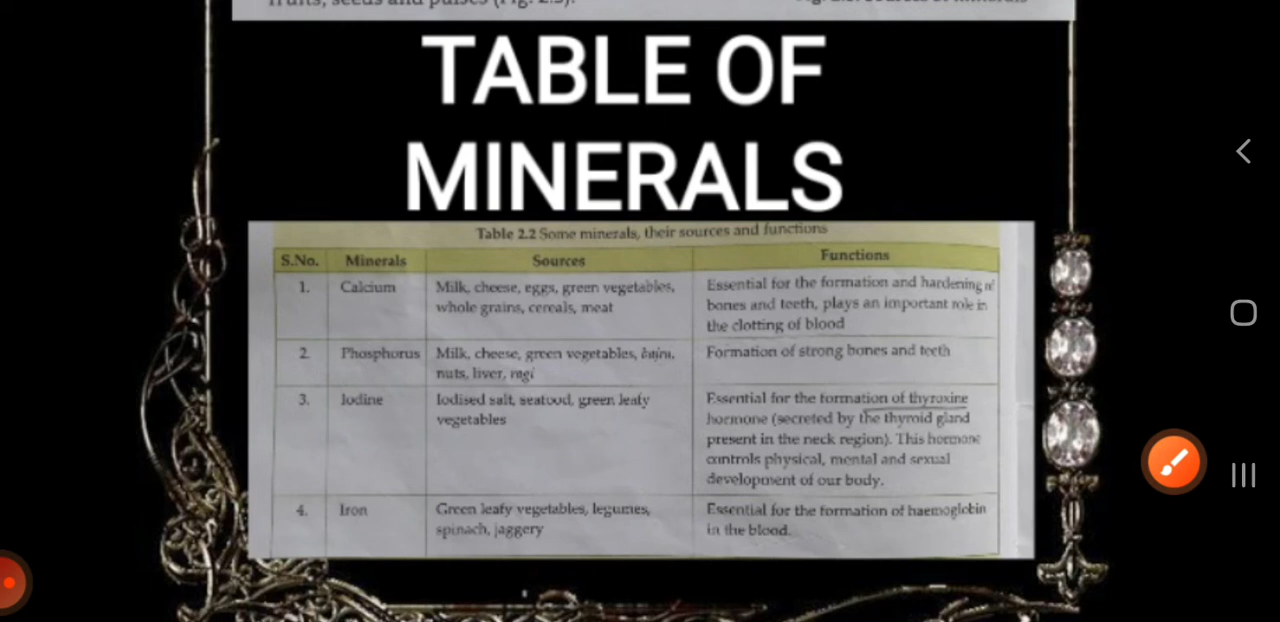 TABLE OF
MINERALS
Table 2.2 Some minerals, their sources and functions
S.No. Minerals Sources Functions
1. Calcium Milk, cheese, eggs, green vegetables, Essential for the formation and hardening of
whole grains, cereals, meat bones and teeth, plays an important role in
the clotting of blood
2. Phosphorus Milk, cheese, green vegetables, bajra, Formation of strong bones and teeth
nuts, liver, ragi
3. Iodine Iodised salt, seafood, green leafy Essential for the formation of thyroxine
vegetables hormone (secreted by the thyroid gland
present in the neck region). This hormone
controls physical, mental and sexual
development of our body.
4. Iron Green leafy vegetables, legumes, Essential for the formation of haemoglobin
spinach, jaggery in the blood.